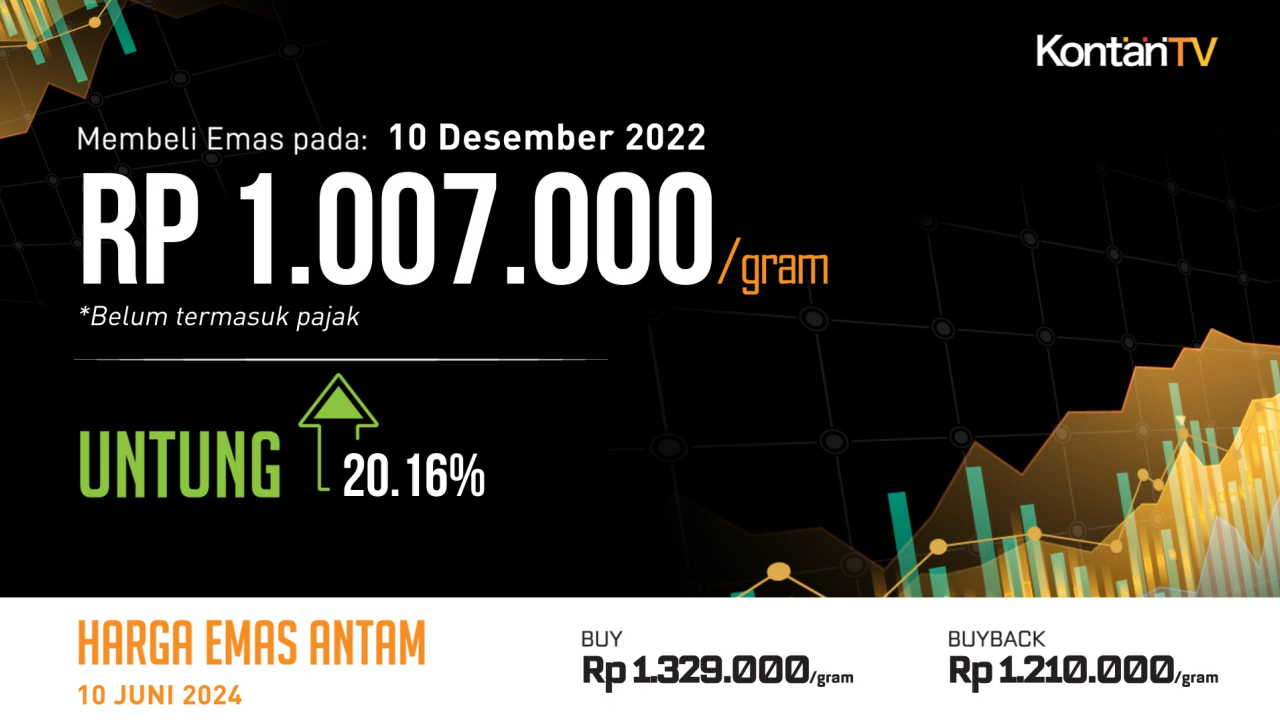 KontanTV
Membeli Emas pada: 10 Desember 2022
RP 1.007.000/gram
*Belum termasuk pajak
UNTUNG 20.16%
HARGA EMAS ANTAM
10 JUNI 2024
BUY
Rp 1.329.000/gram
BUYBACK
Rp 1.210.000/gram